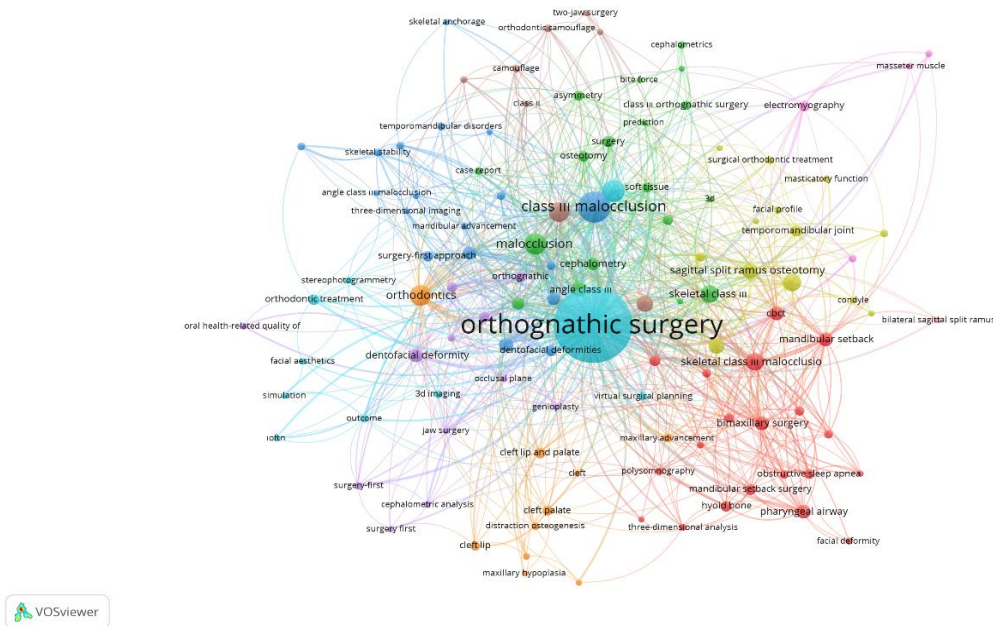 two-jaw surgery
skeletal anchorage
orthodontic camouflage
cephalometrics
masseter muscle
camouflage
bite force
asymmetry
class ii
class iii orthognathic surgery
electromyography
prediction
temporomandibular disorders
surgery
skeletal stability
osteotomy
surgical orthodontic treatment
case report
masticatory function
soft tissue
angle class iii malocclusion
3d
class iii malocclusion
three-dimensional imaging
facial profile
mandibular advancement
temporomandibular joint
malocclusion
surgery-first approach
cephalometry
sagittal split ramus osteotomy
orthognathic
stereophotogrammetry
angle class iii
orthodontics
skeletal class iii
orthodontic treatment
condyle
cbct
bilateral sagittal split ramus
oral health-related quality of
orthognathic surgery
mandibular setback
dentofacial deformity
dentofacial deformities
facial aesthetics
skeletal class iii malocclusio
occlusal plane
simulation
3d imaging
virtual surgical planning
genioplasty
outcome
bimaxillary surgery
jaw surgery
ioftn
maxillary advancement
cleft lip and palate
cleft
polysomnography
obstructive sleep apnea
surgery-first
mandibular setback surgery
cephalometric analysis
hyoid bone
cleft palate
pharyngeal airway
surgery first
distraction osteogenesis
three-dimensional analysis
facial deformity
cleft lip
maxillary hypoplasia
VOSviewer